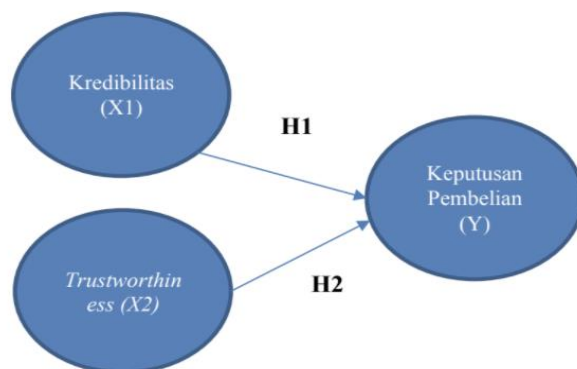 Kredibilitas
(X1)
H1
Keputusan
Pembelian
(Y)
Trustworthin
ess (X2)
H2